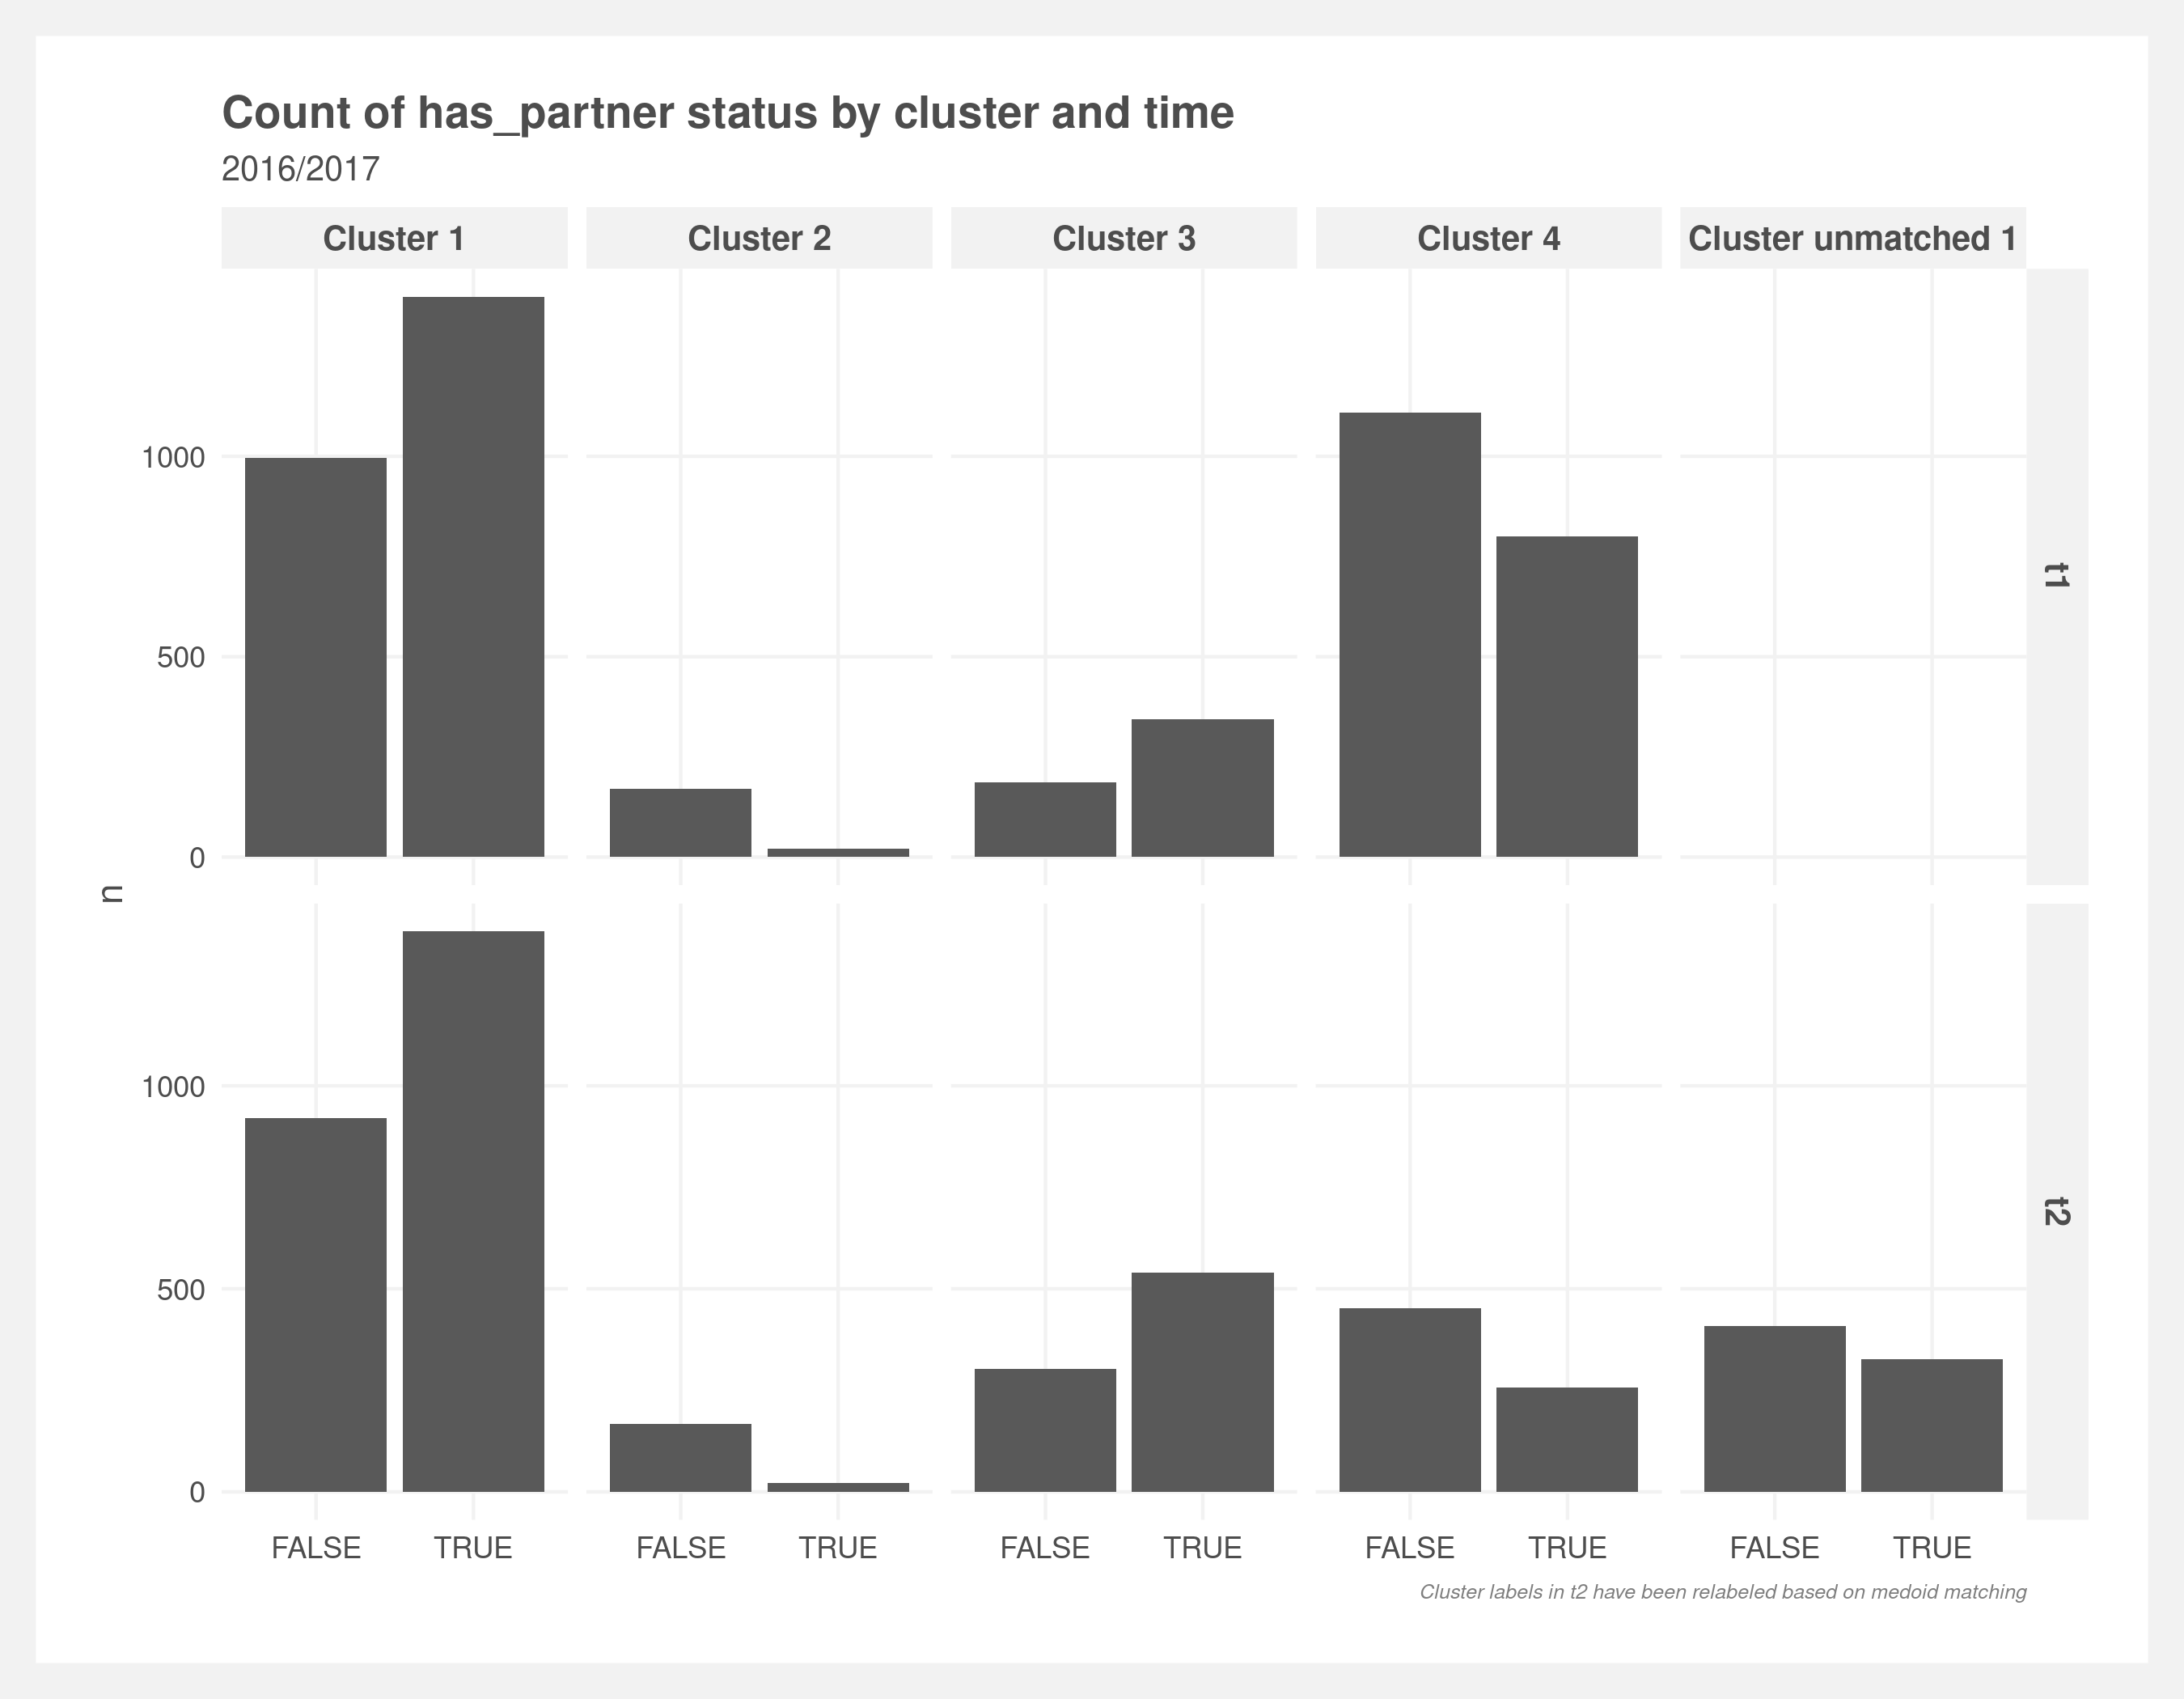 Count of has_partner status by cluster and time
2016/2017
Cluster 1 Cluster 2 Cluster 3 Cluster 4 Cluster unmatched 1
1000
500
0
t1
n
1000
500
0
t2
FALSE TRUE FALSE TRUE FALSE TRUE FALSE TRUE FALSE TRUE
Cluster labels in t2 have been relabeled based on medoid matching